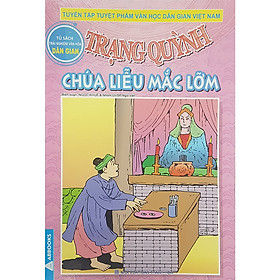 TUYỂN TẬP TUYỆT PHẨM VĂN HỌC DÂN GIAN VIỆT NAM
TỦ SÁCH
DÂN GIAN
TRẠNG QUỲNH
CHÚA LIỄU MẮC LỠM
ABBOOKS